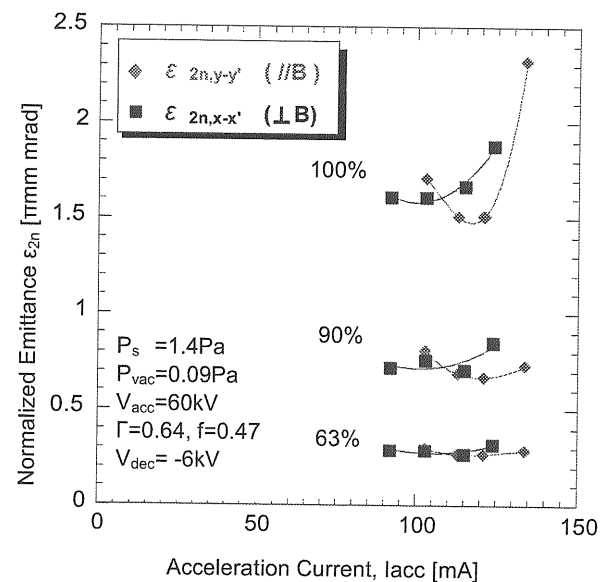 Normalized Emittance ε2n [πmm mrad]
2.5
2
1.5
1
0.5
0
ε 2n,y-y' ( //B )
ε 2n,x-x' (⊥B)
100%
90%
63%
Ps =1.4Pa
Pvac=0.09Pa
Vacc=60kV
Γ=0.64, f=0.47
Vdec= -6kV
0 50 100 150
Acceleration Current, Iacc [mA]